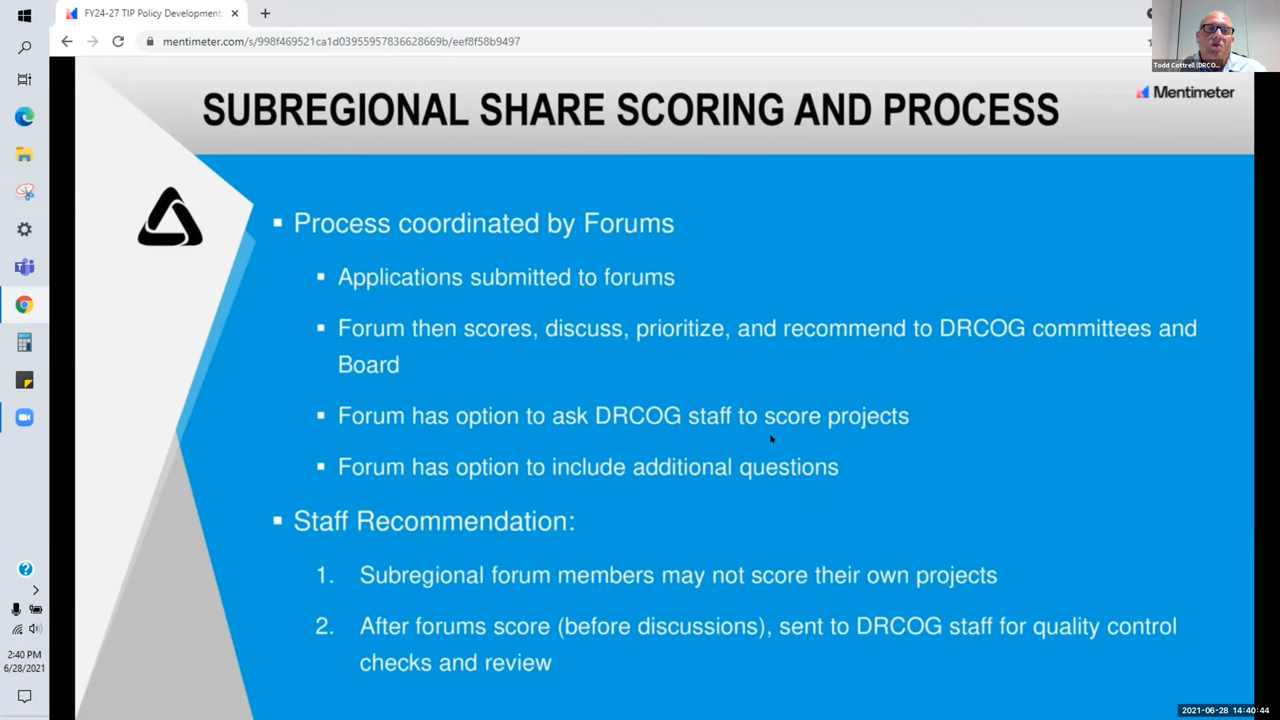 FY24-27 TIP Policy Development
mentimeter.com/s/998f469521ca1d03955957836628669b/eef8f58b9497
Todd Cottrell (DRCO...
Mentimeter
SUBREGIONAL SHARE SCORING AND PROCESS
Process coordinated by Forums
Applications submitted to forums
Forum then scores, discuss, prioritize, and recommend to DRCOG committees and
Board
Forum has option to ask DRCOG staff to score projects
Forum has option to include additional questions
Staff Recommendation:
1. Subregional forum members may not score their own projects
2. After forums score (before discussions), sent to DRCOG staff for quality control
checks and review
2:40 PM
6/28/2021
2021-06-28 14:40:44